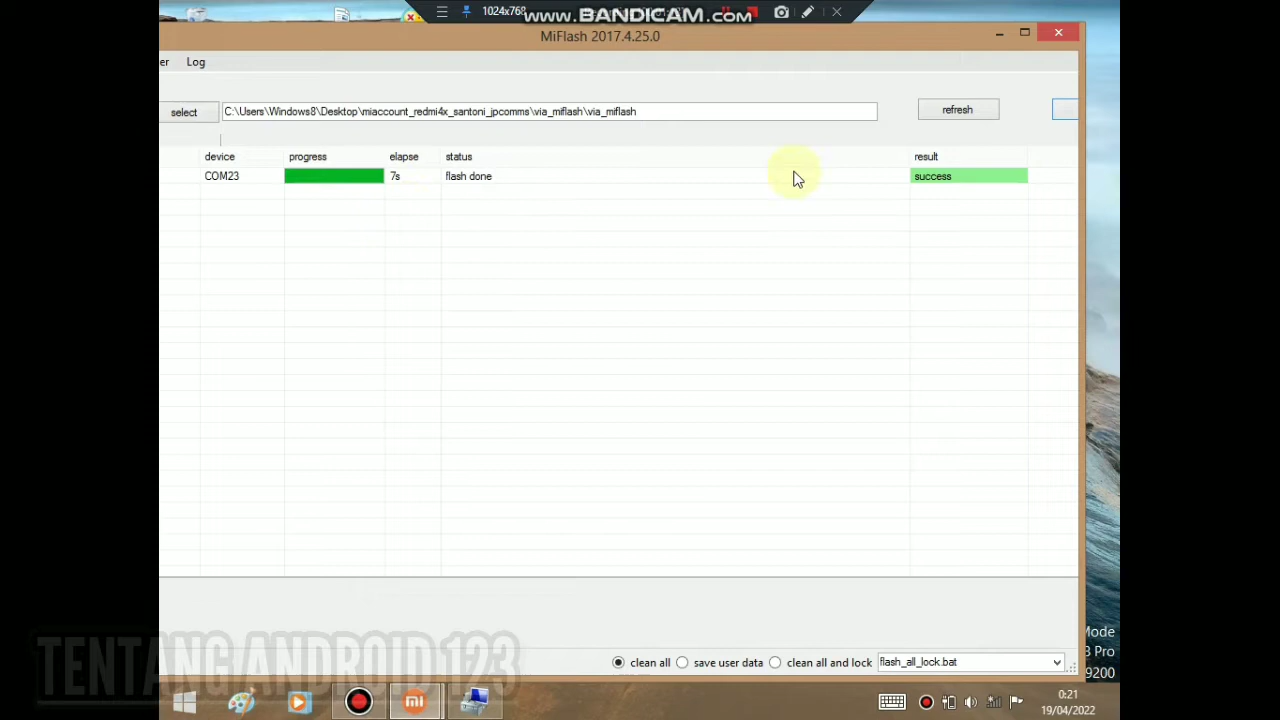 1024x768
www.BANDICAM.com
MiFlash 2017.4.25.0
er Log
select C:\Users\Windows8\Desktop\miaccount_redmi4x_santoni_jpcomms\via_miflash\via_miflash refresh
device progress elapse status result
COM23 7s flash done success
clean all save user data clean all and lock flash_all_lock.bat
TENTANG ANDROID 123
Mode
Pro
9200
mi
0:21
19/04/2022